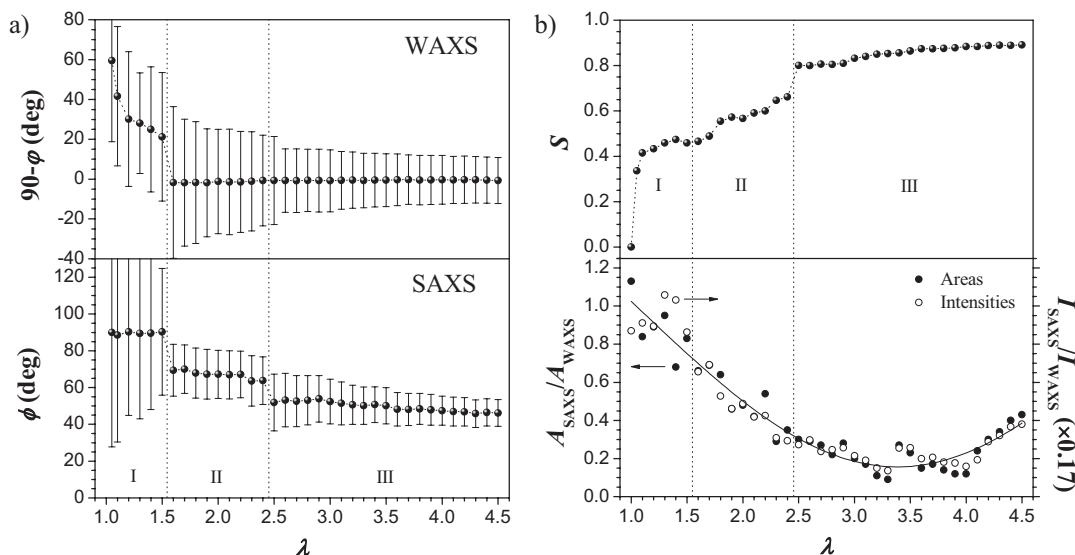 a)
WAXS
90-φ (deg)
80
60
40
20
0
-20
-40
SAXS
ϕ (deg)
120
100
80
60
40
20
0
I
II
III
1.0 1.5 2.0 2.5 3.0 3.5 4.0 4.5
λ
b)
S
1.0
0.8
0.6
0.4
0.2
0.0
I
II
III
A_SAXS/A_WAXS
1.2
1.0
0.8
0.6
0.4
0.2
0.0
Areas
Intensities
I_SAXS/I_WAXS (×0.17)
1.0 1.5 2.0 2.5 3.0 3.5 4.0 4.5
λ